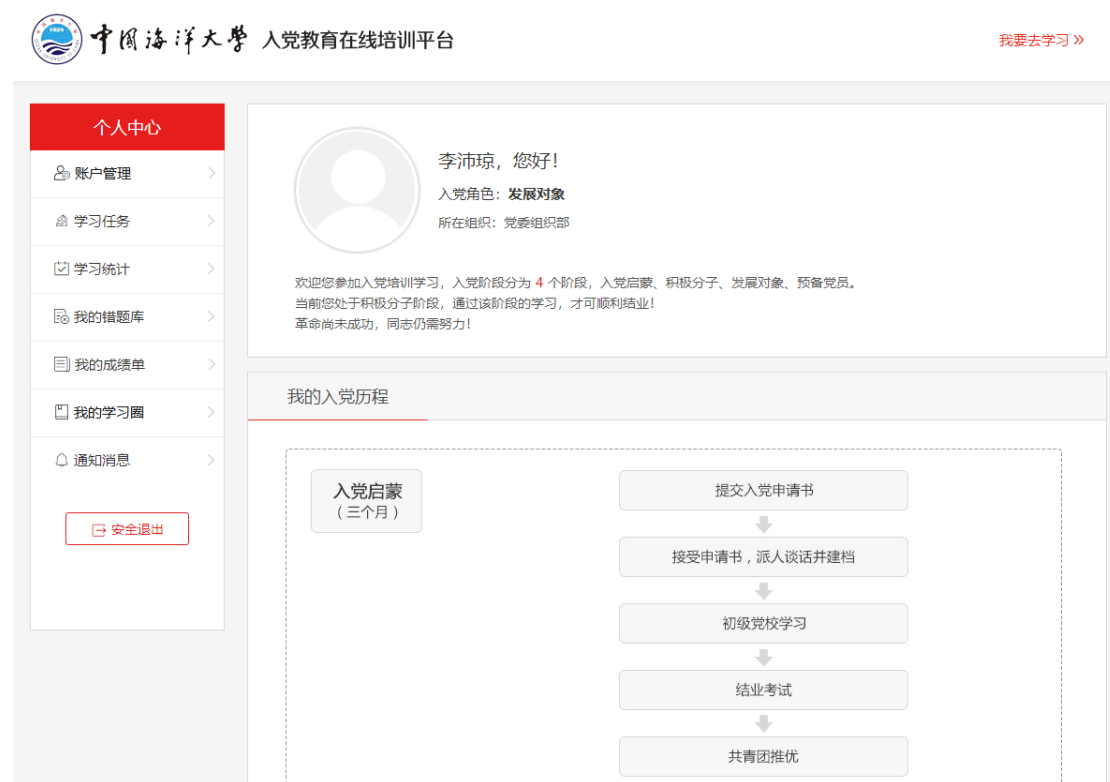 中国海洋大学 入党教育在线培训平台
我要去学习 »
个人中心
账户管理
学习任务
学习统计
我的错题库
我的成绩单
我的学习圈
通知消息
安全退出
李沛琼，您好！
入党角色：发展对象
所在组织：党委组织部
欢迎您参加入党培训学习，入党阶段分为 4 个阶段，入党启蒙、积极分子、发展对象、预备党员。
当前您处于积极分子阶段，通过该阶段的学习，才可顺利结业！
革命尚未成功，同志仍需努力！
我的入党历程
入党启蒙
（三个月）
提交入党申请书
接受申请书，派人谈话并建档
初级党校学习
结业考试
共青团推优